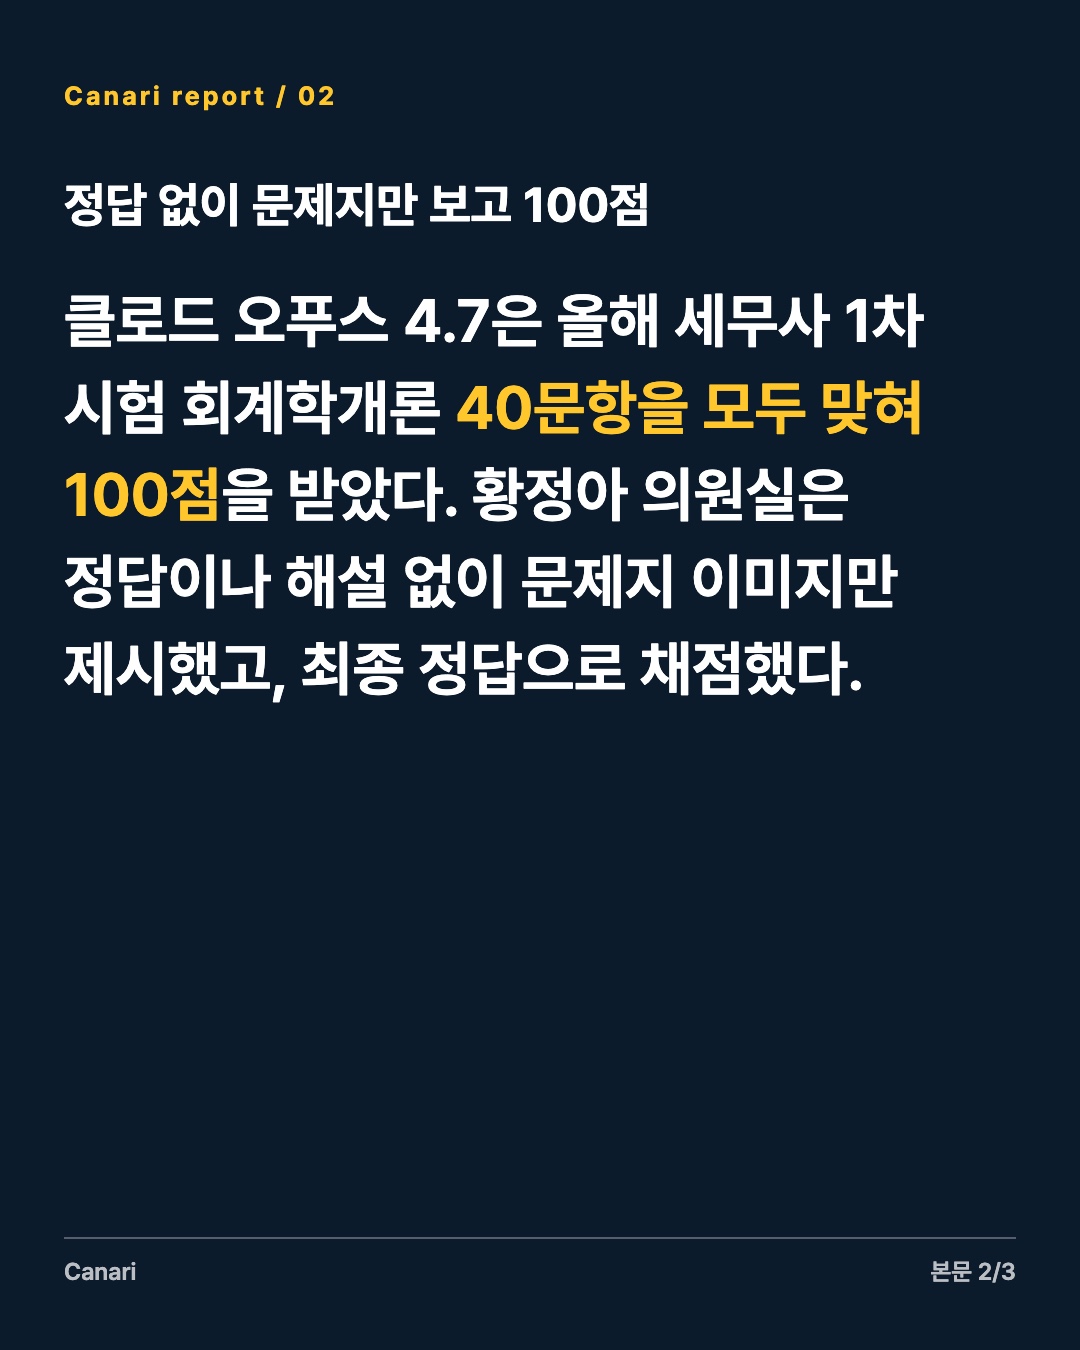 Canari report / 02
정답 없이 문제지만 보고 100점
클로드 오푸스 4.7은 올해 세무사 1차
시험 회계학개론 40문항을 모두 맞혀
100점을 받았다. 황정아 의원실은
정답이나 해설 없이 문제지 이미지만
제시했고, 최종 정답으로 채점했다.
Canari
본문 2/3